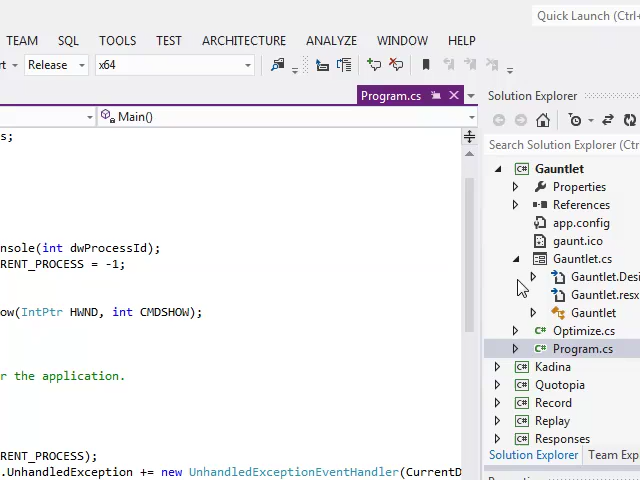 Quick Launch (Ctrl+
TEAM SQL TOOLS TEST ARCHITECTURE ANALYZE WINDOW HELP
rt Release x64
Program.cs
Solution Explorer
Main()
Search Solution Explorer (Ctr
s;
Gauntlet
Properties
References
app.config
gaunt.ico
nsole(int dwProcessId);
Gauntlet.cs
RENT_PROCESS = -1;
Gauntlet.Desi
Gauntlet.resx
ow(IntPtr HWND, int CMDSHOW);
Gauntlet
Optimize.cs
Program.cs
Kadina
r the application.
Quotopia
Record
Replay
Responses
RENT_PROCESS);
Solution Explorer Team Exp
.UnhandledException += new UnhandledExceptionEventHandler(CurrentD